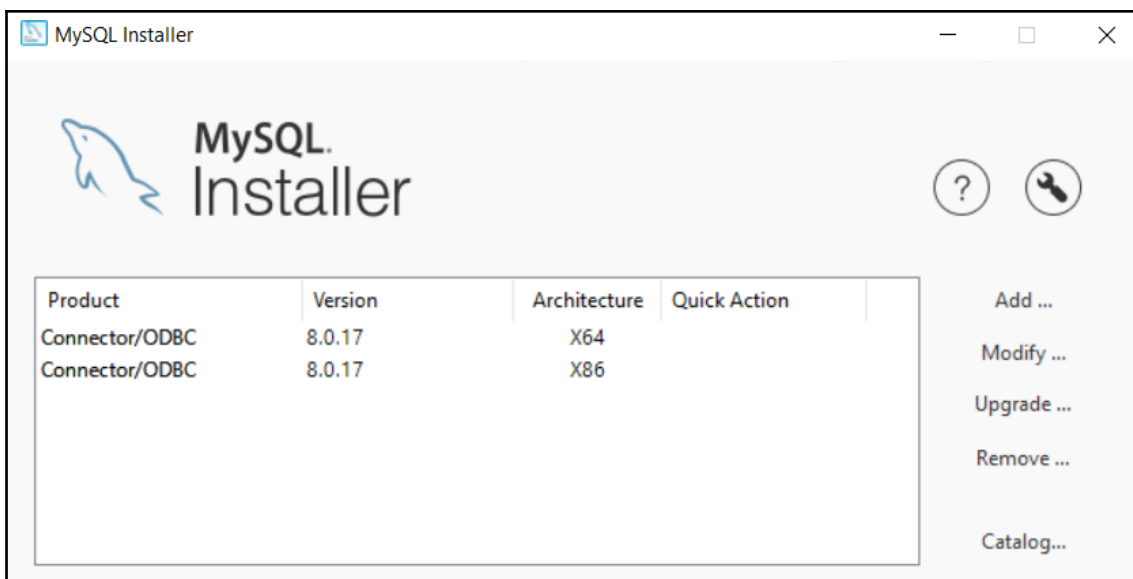 MySQL Installer
MySQL.
Installer
?
Product Version Architecture Quick Action
Connector/ODBC 8.0.17 X64
Connector/ODBC 8.0.17 X86
Add ...
Modify ...
Upgrade ...
Remove ...
Catalog...